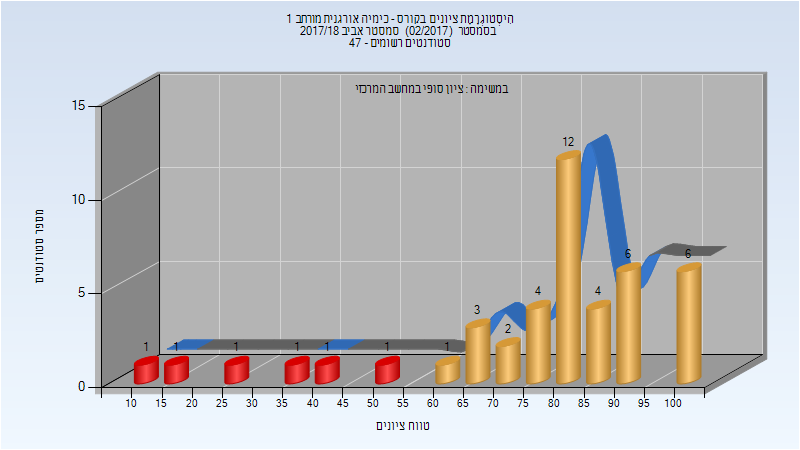 היסטוגרמת ציונים בקורס - כימיה אורגנית מורחב 1
בסמסטר (02/2017) סמסטר אביב 2017/18
סטודנטים רשומים - 47
במשימה : ציון סופי במחשב המרכזי
מספר סטודנטים
15
10
5
0
1 1 1 1 1 1 1 3 2 4 12 4 6 6
10 15 20 25 30 35 40 45 50 55 60 65 70 75 80 85 90 95 100
טווח ציונים